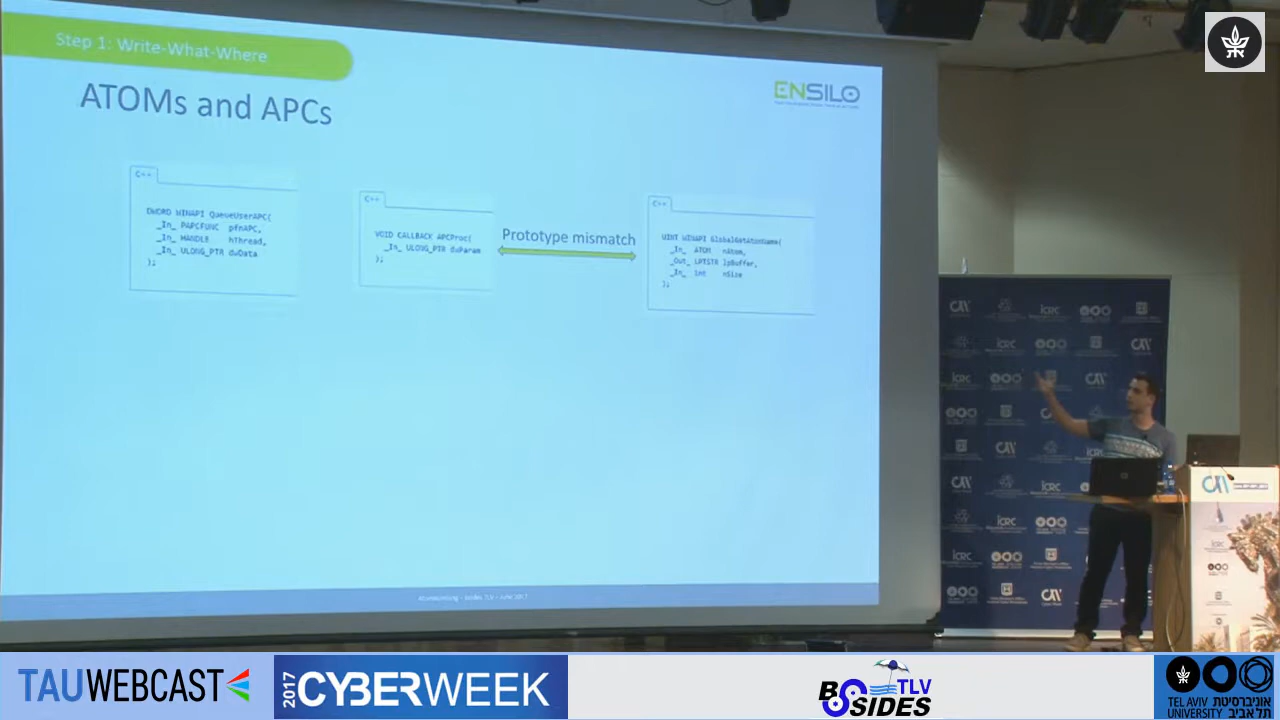 Step 1: Write-What-Where
ATOMs and APCs
ENSILO
C++
DWORD WINAPI QueueUserAPC(
_In_ PAPCFUNC pfnAPC,
_In_ HANDLE hThread,
_In_ ULONG_PTR dwData
);
C++
VOID CALLBACK APCProc(
_In_ ULONG_PTR dwParam
);
Prototype mismatch
C++
UINT WINAPI GlobalGetAtomName(
_In_ ATOM nAtom,
_Out_ LPTSTR lpBuffer,
_In_ int nSize
);
TAUWEBCAST
2017 CYBERWEEK
BSIDES TLV
TEL AVIV UNIVERSITY
אוניברסיטת תל אביב